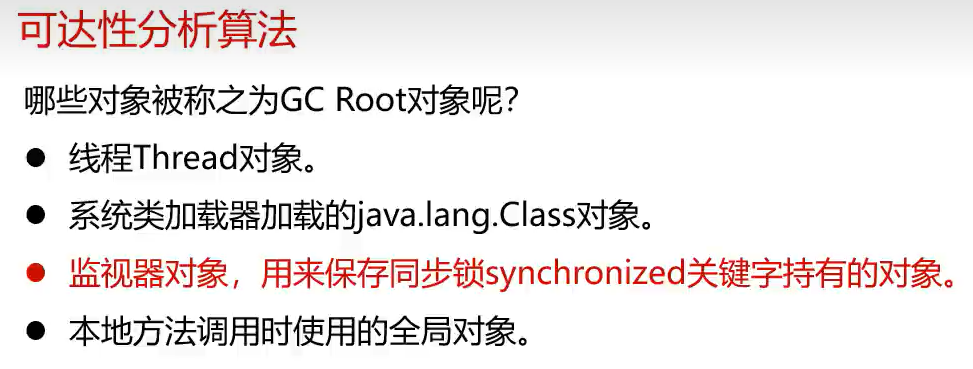 可达性分析算法
哪些对象被称之为GC Root对象呢？
● 线程Thread对象。
● 系统类加载器加载的java.lang.Class对象。
● 监视器对象，用来保存同步锁synchronized关键字持有的对象。
● 本地方法调用时使用的全局对象。